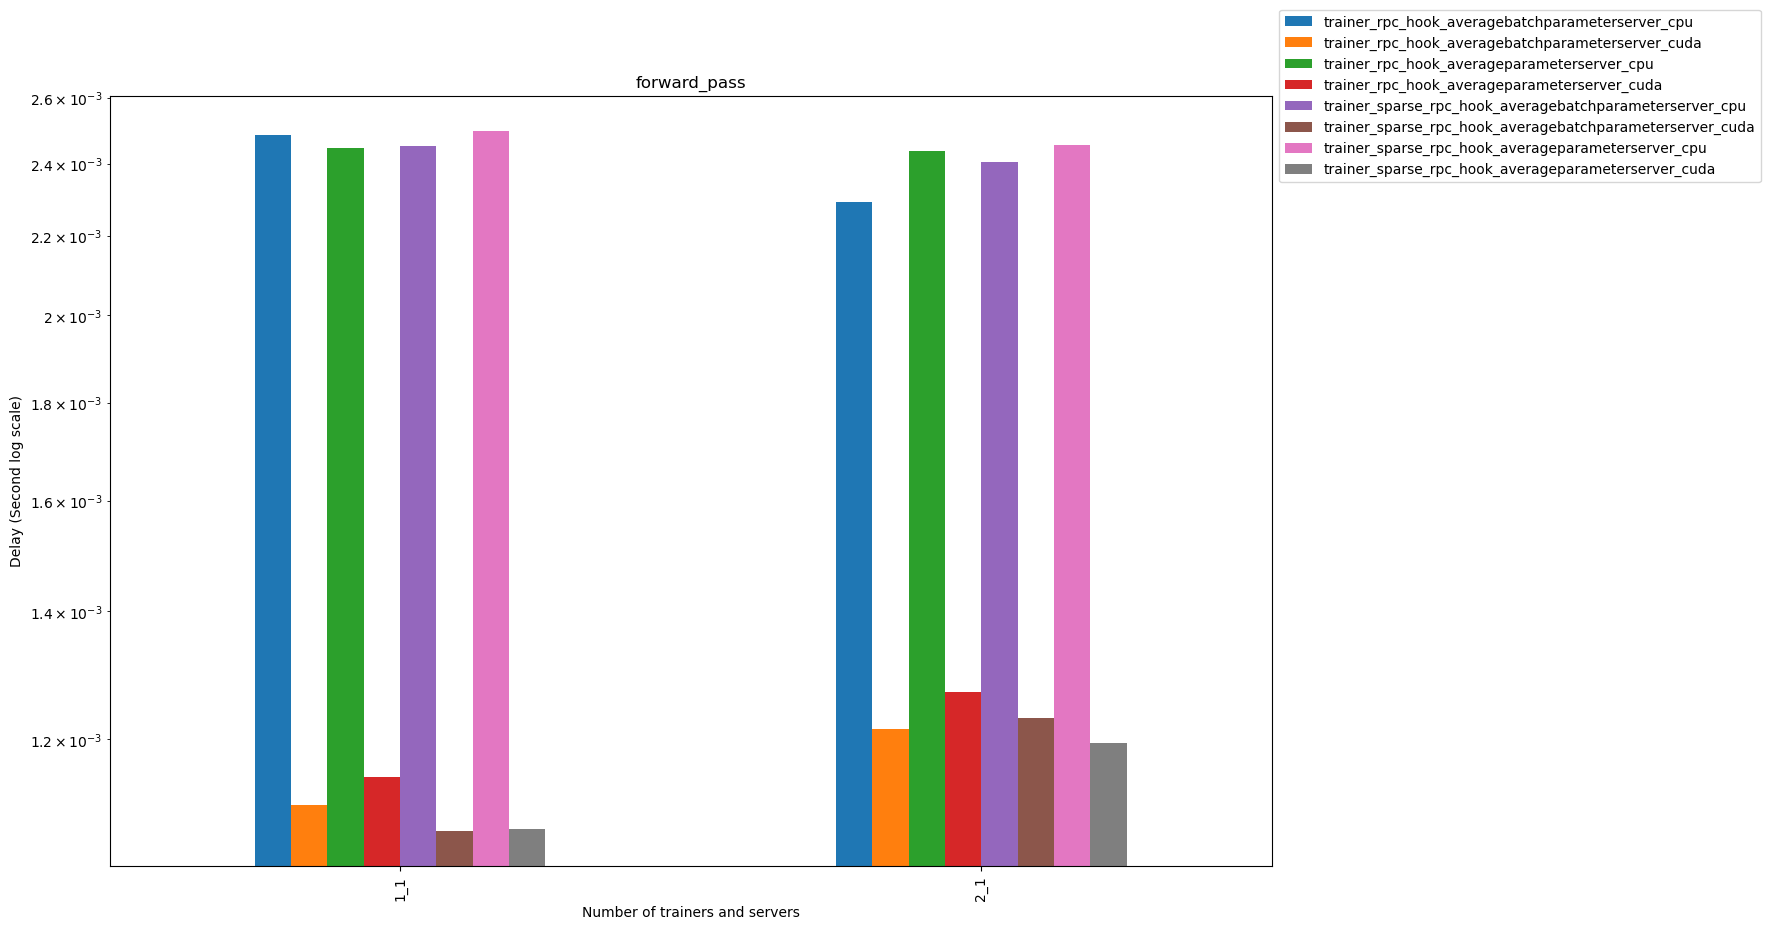 trainer_rpc_hook_averagebatchparameterserver_cpu
trainer_rpc_hook_averagebatchparameterserver_cuda
trainer_rpc_hook_averageparameterserver_cpu
trainer_rpc_hook_averageparameterserver_cuda
trainer_sparse_rpc_hook_averagebatchparameterserver_cpu
trainer_sparse_rpc_hook_averagebatchparameterserver_cuda
trainer_sparse_rpc_hook_averageparameterserver_cpu
trainer_sparse_rpc_hook_averageparameterserver_cuda
forward_pass
2.6 × 10⁻³
2.4 × 10⁻³
2.2 × 10⁻³
2 × 10⁻³
1.8 × 10⁻³
1.6 × 10⁻³
1.4 × 10⁻³
1.2 × 10⁻³
Delay (Second log scale)
1_1
2_1
Number of trainers and servers